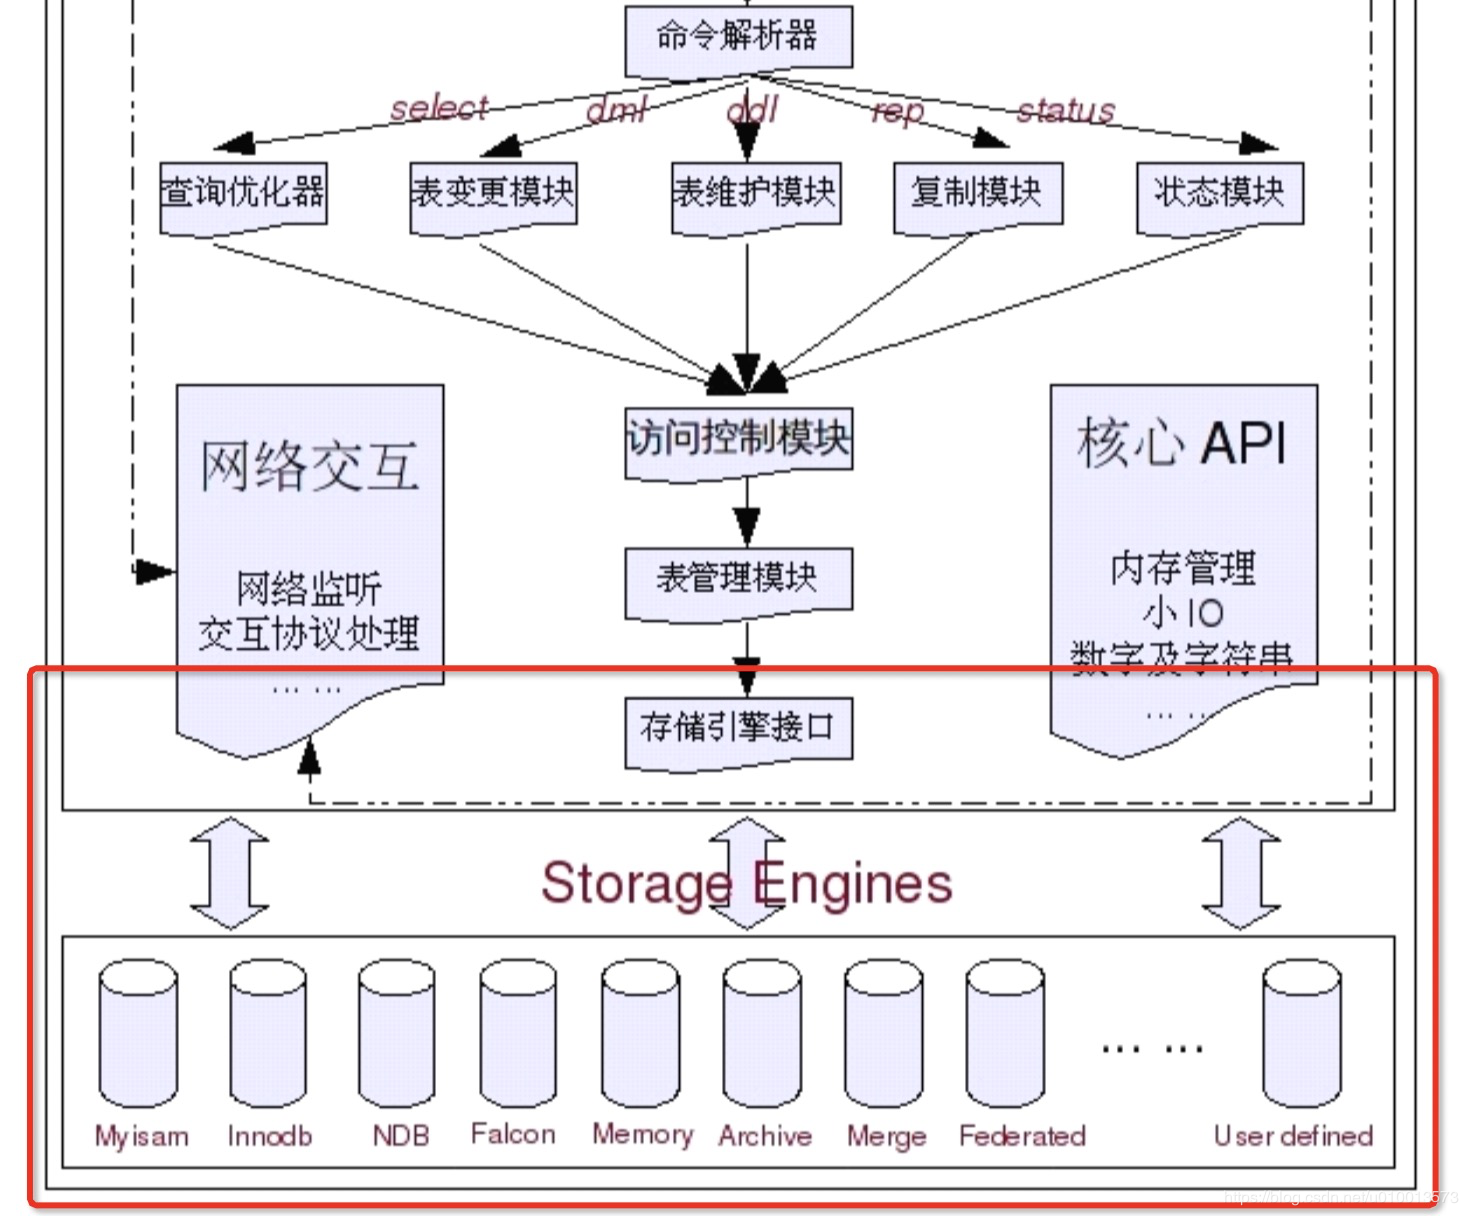 命令解析器
select dml ddl rep status
查询优化器 表变更模块 表维护模块 复制模块 状态模块
网络交互
网络监听
交互协议处理
... ...
访问控制模块
表管理模块
存储引擎接口
核心 API
内存管理
小 IO
数字及字符串
... ...
Storage Engines
Myisam Innodb NDB Falcon Memory Archive Merge Federated ... ... User defined
https://blog.csdn.net/u010013573